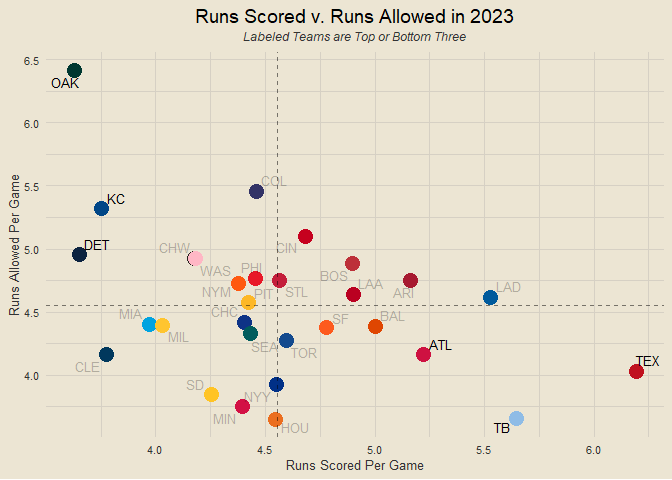 Runs Scored v. Runs Allowed in 2023
Labeled Teams are Top or Bottom Three
6.5
OAK
6.0
5.5
COL
KC
CIN
5.0
DET
CHW
WAS
PHI
BOS
LAA
NYM
PIT
STL
ARI
LAD
4.5
MIA
CHC
SF
BAL
MIL
SEA
TOR
ATL
CLE
TEX
4.0
SD
NYY
MIN
HOU
TB
Runs Allowed Per Game
4.0
4.5
5.0
5.5
6.0
Runs Scored Per Game